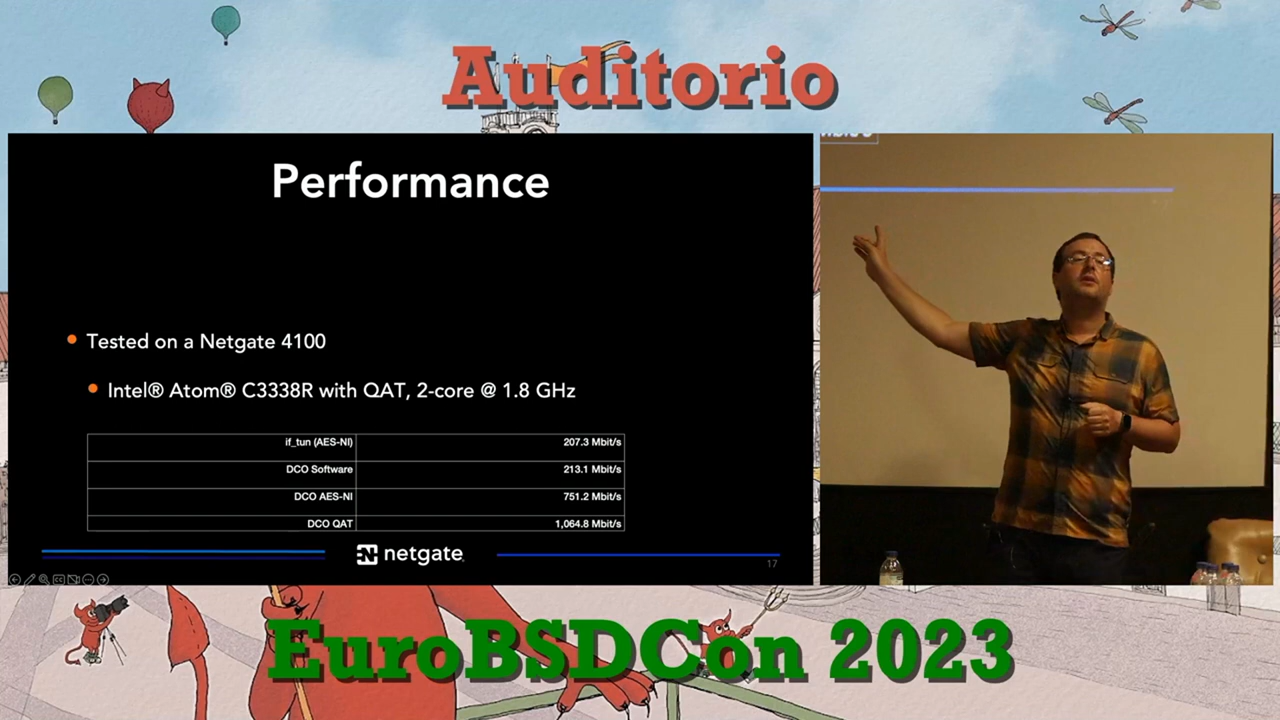 Auditorio
Performance
Tested on a Netgate 4100
Intel® Atom® C3338R with QAT, 2-core @ 1.8 GHz
if_tun (AES-NI) 207.3 Mbit/s
DCO Software 213.1 Mbit/s
DCO AES-NI 751.2 Mbit/s
DCO QAT 1,064.8 Mbit/s
netgate
17
EuroBSDCon 2023